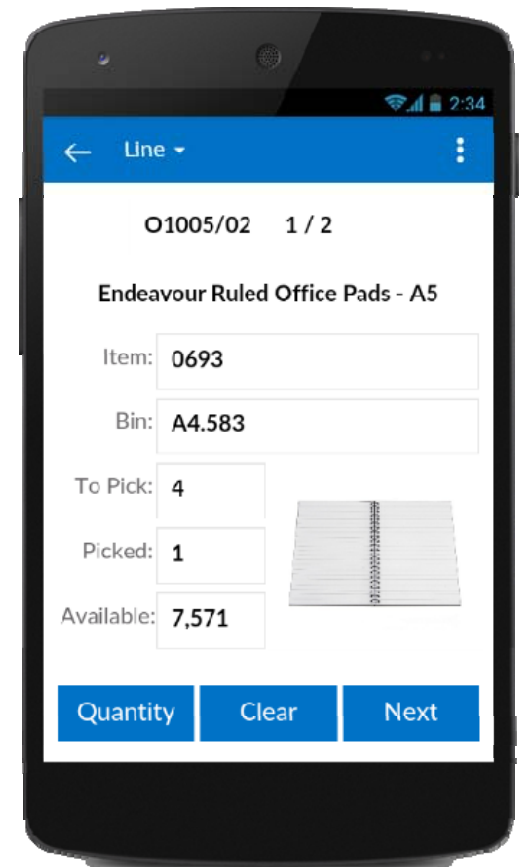 2:34
Line
O1005/02 1 / 2
Endeavour Ruled Office Pads - A5
Item: 0693
Bin: A4.583
To Pick: 4
Picked: 1
Available: 7,571
Quantity Clear Next